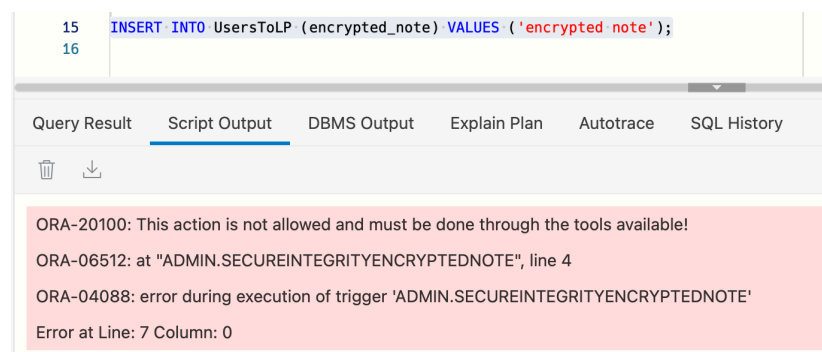 15 INSERT INTO UsersToLP (encrypted_note) VALUES ('encrypted note');
16
Query Result Script Output DBMS Output Explain Plan Autotrace SQL History
ORA-20100: This action is not allowed and must be done through the tools available!
ORA-06512: at "ADMIN.SECUREINTEGRITYENCRYPTEDNOTE", line 4
ORA-04088: error during execution of trigger 'ADMIN.SECUREINTEGRITYENCRYPTEDNOTE'
Error at Line: 7 Column: 0